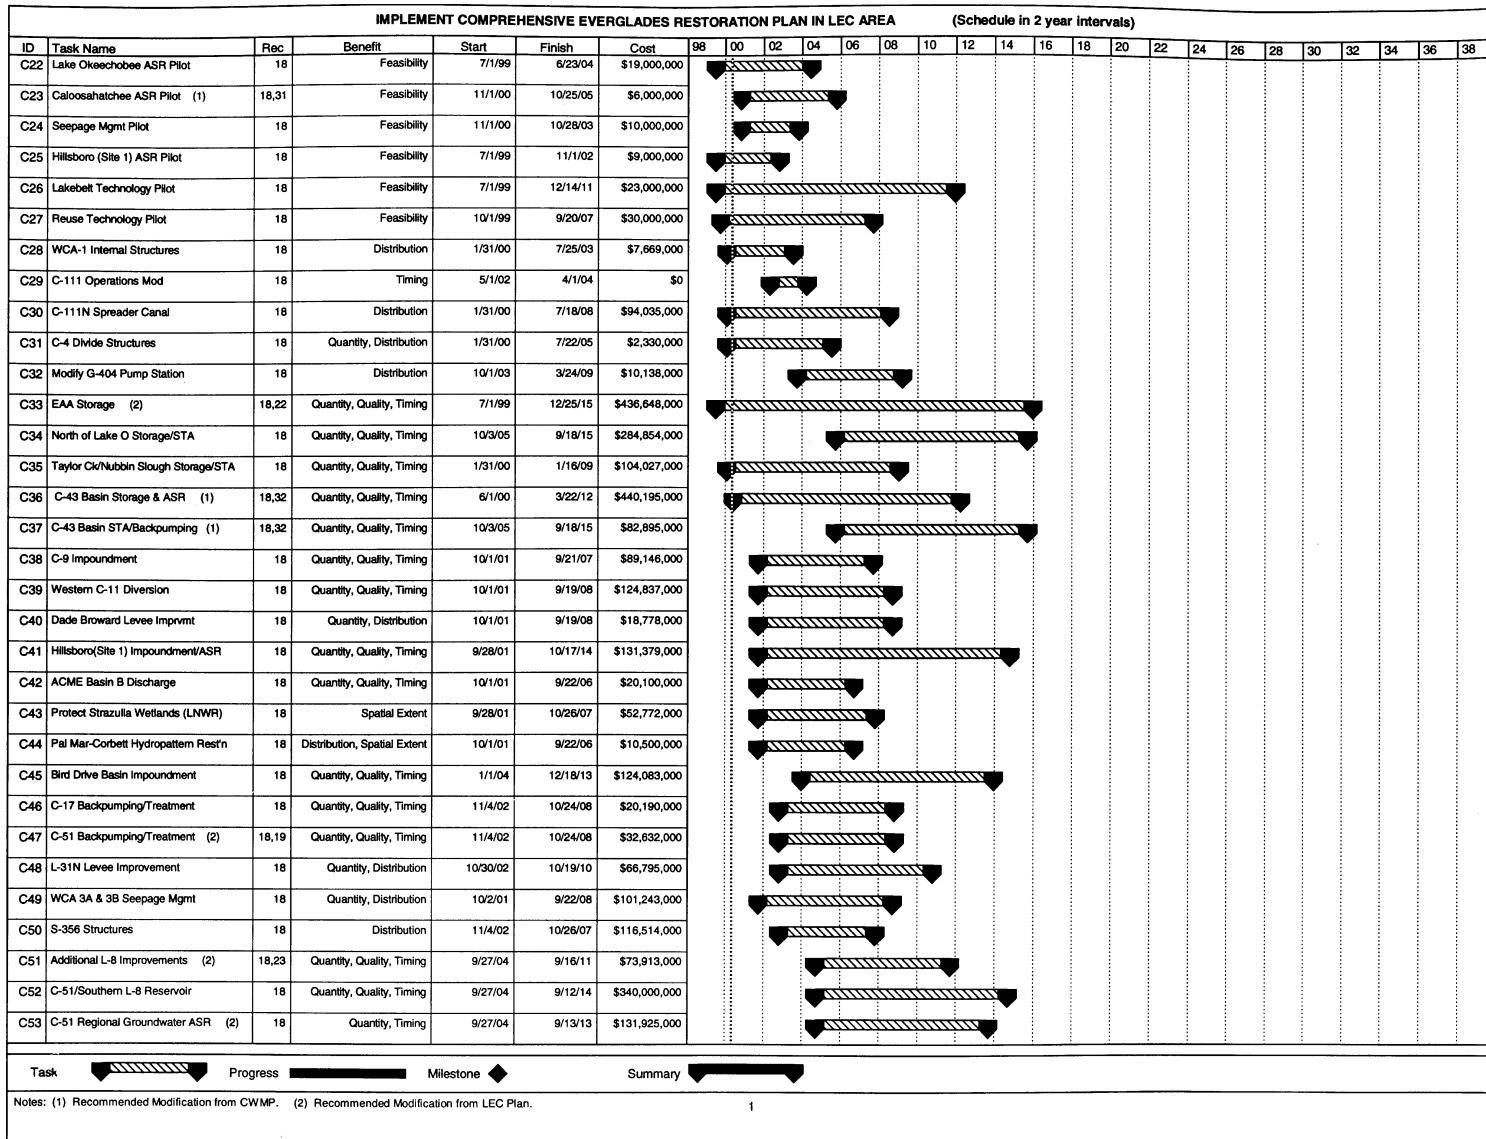 IMPLEMENT COMPREHENSIVE EVERGLADES RESTORATION PLAN IN LEC AREA (Schedule in 2 year intervals)
ID Task Name Rec Benefit Start Finish Cost 98 00 02 04 06 08 10 12 14 16 18 20 22 24 26 28 30 32 34 36 38
C22 Lake Okeechobee ASR Pilot 18 Feasibility 7/1/99 6/23/04 $19,000,000
C23 Caloosahatchee ASR Pilot (1) 18,31 Feasibility 11/1/00 10/25/05 $6,000,000
C24 Seepage Mgmt Pilot 18 Feasibility 11/1/00 10/28/03 $10,000,000
C25 Hillsboro (Site 1) ASR Pilot 18 Feasibility 7/1/99 11/1/02 $9,000,000
C26 Lakebelt Technology Pilot 18 Feasibility 7/1/99 12/14/11 $23,000,000
C27 Reuse Technology Pilot 18 Feasibility 10/1/99 9/20/07 $30,000,000
C28 WCA-1 Internal Structures 18 Distribution 1/31/00 7/25/03 $7,669,000
C29 C-111 Operations Mod 18 Timing 5/1/02 4/1/04 $0
C30 C-111N Spreader Canal 18 Distribution 1/31/00 7/18/08 $94,035,000
C31 C-4 Divide Structures 18 Quantity, Distribution 1/31/00 7/22/05 $2,330,000
C32 Modify G-404 Pump Station 18 Distribution 10/1/03 3/24/09 $10,138,000
C33 EAA Storage (2) 18,22 Quantity, Quality, Timing 7/1/99 12/25/15 $436,648,000
C34 North of Lake O Storage/STA 18 Quantity, Quality, Timing 10/3/05 9/18/15 $284,854,000
C35 Taylor Ck/Nubbin Slough Storage/STA 18 Quantity, Quality, Timing 1/31/00 1/16/09 $104,027,000
C36 C-43 Basin Storage & ASR (1) 18,32 Quantity, Quality, Timing 6/1/00 3/22/12 $440,195,000
C37 C-43 Basin STA/Backpumping (1) 18,32 Quantity, Quality, Timing 10/3/05 9/18/15 $82,895,000
C38 C-9 Impoundment 18 Quantity, Quality, Timing 10/1/01 9/21/07 $89,146,000
C39 Western C-11 Diversion 18 Quantity, Quality, Timing 10/1/01 9/19/08 $124,837,000
C40 Dade Broward Levee Imprvmt 18 Quantity, Distribution 10/1/01 9/19/08 $18,778,000
C41 Hillsboro(Site 1) Impoundment/ASR 18 Quantity, Quality, Timing 9/28/01 10/17/14 $131,379,000
C42 ACME Basin B Discharge 18 Quantity, Quality, Timing 10/1/01 9/22/06 $20,100,000
C43 Protect Strazulla Wetlands (LNWR) 18 Spatial Extent 9/28/01 10/26/07 $52,772,000
C44 Pal Mar-Corbett Hydropattern Rest'n 18 Distribution, Spatial Extent 10/1/01 9/22/06 $10,500,000
C45 Bird Drive Basin Impoundment 18 Quantity, Quality, Timing 1/1/04 12/18/13 $124,083,000
C46 C-17 Backpumping/Treatment 18 Quantity, Quality, Timing 11/4/02 10/24/08 $20,190,000
C47 C-51 Backpumping/Treatment (2) 18,19 Quantity, Quality, Timing 11/4/02 10/24/08 $32,632,000
C48 L-31N Levee Improvement 18 Quantity, Distribution 10/30/02 10/19/10 $66,795,000
C49 WCA 3A & 3B Seepage Mgmt 18 Quantity, Distribution 10/2/01 9/22/08 $101,243,000
C50 S-356 Structures 18 Distribution 11/4/02 10/26/07 $116,514,000
C51 Additional L-8 Improvements (2) 18,23 Quantity, Quality, Timing 9/27/04 9/16/11 $73,913,000
C52 C-51/Southern L-8 Reservoir 18 Quantity, Quality, Timing 9/27/04 9/12/14 $340,000,000
C53 C-51 Regional Groundwater ASR (2) 18 Quantity, Timing 9/27/04 9/13/13 $131,925,000
Task Progress Milestone Summary
Notes: (1) Recommended Modification from CWMP. (2) Recommended Modification from LEC Plan.
1